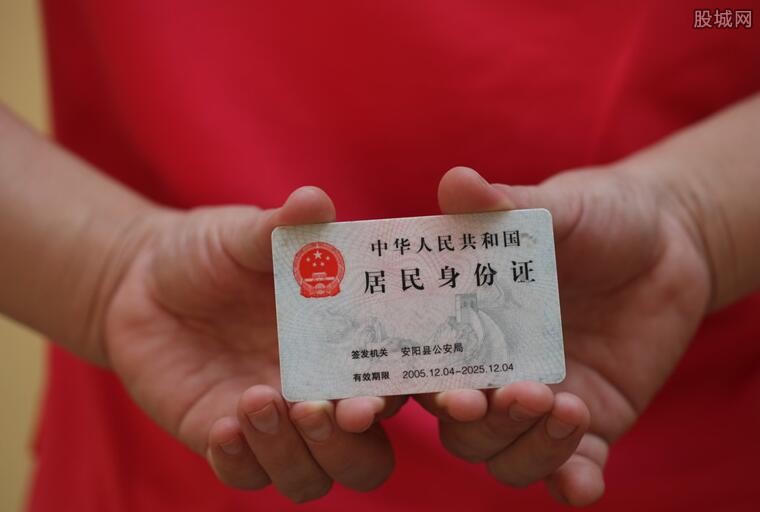 股城网
中华人民共和国
居民身份证
签发机关 安阳县公安局
有效期限 2005.12.04-2025.12.04